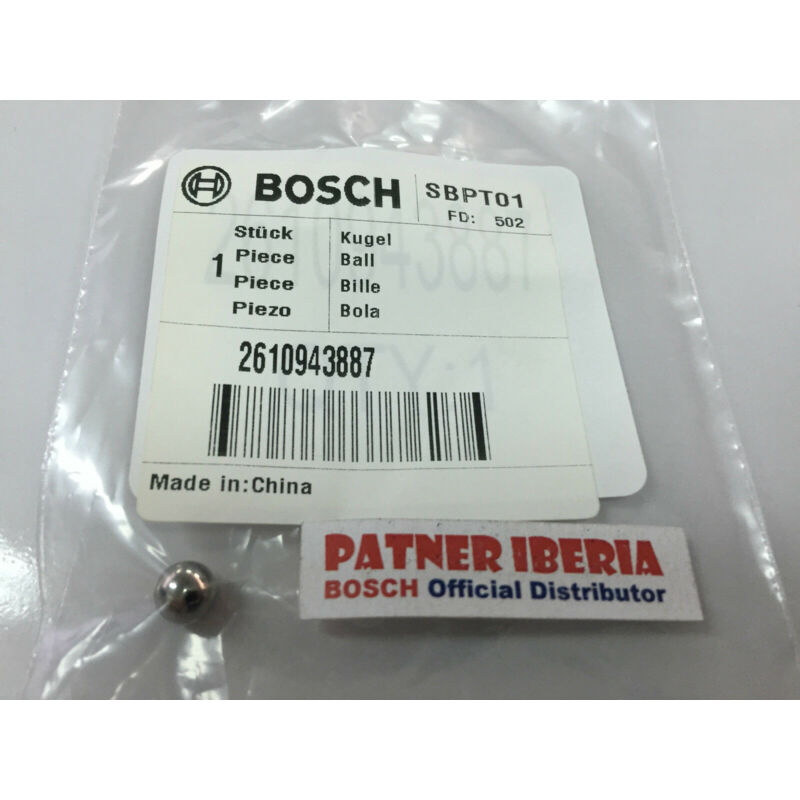 BOSCH
SBPT01
FD: 502
1
Stück Kugel
Piece Ball
Piece Bille
Piezo Bola
2610943887
Made in:China
PATNER IBERIA
BOSCH Official Distributor